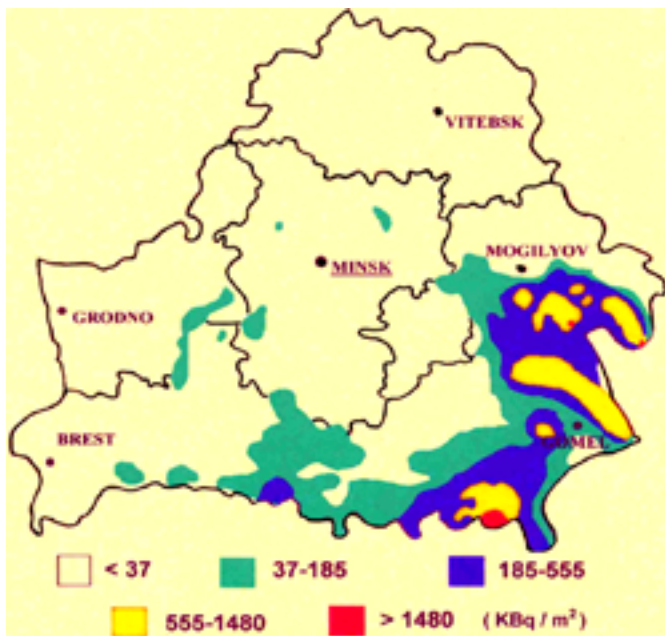 VITEBSK
MOGILYOV
MINSK
GRODNO
BREST
GOMEL
< 37
37-185
185-555
555-1480
> 1480 ( KBq / m²)